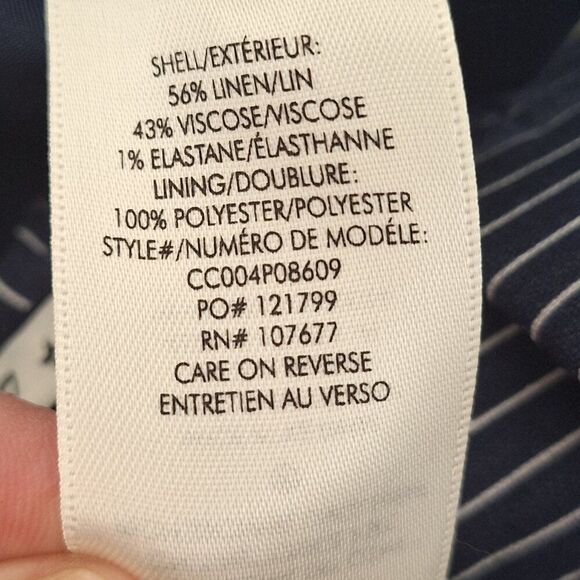 SHELL/EXTÉRIEUR:
56% LINEN/LIN
43% VISCOSE/VISCOSE
1% ELASTANE/ÉLASTHANNE
LINING/DOUBLURE:
100% POLYESTER/POLYESTER
STYLE#/NUMÉRO DE MODÉLE:
CC004P08609
PO# 121799
RN# 107677
CARE ON REVERSE
ENTRETIEN AU VERSO